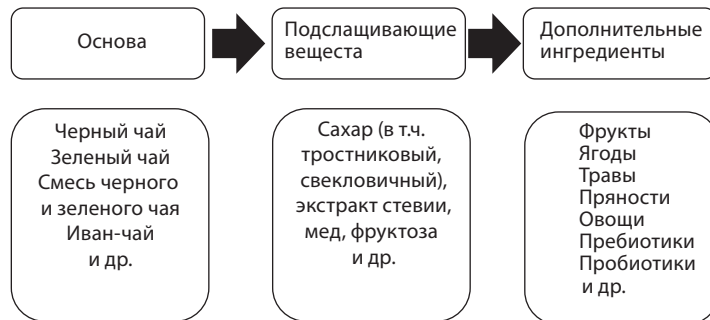 Основа
Подслащивающие
вещеста
Дополнительные
ингредиенты
Черный чай
Зеленый чай
Смесь черного
и зеленого чая
Иван-чай
и др.
Сахар (в т.ч.
тростниковый,
свекловичный),
экстракт стевии,
мед, фруктоза
и др.
Фрукты
Ягоды
Травы
Пряности
Овощи
Пребиотики
Пробиотики
и др.